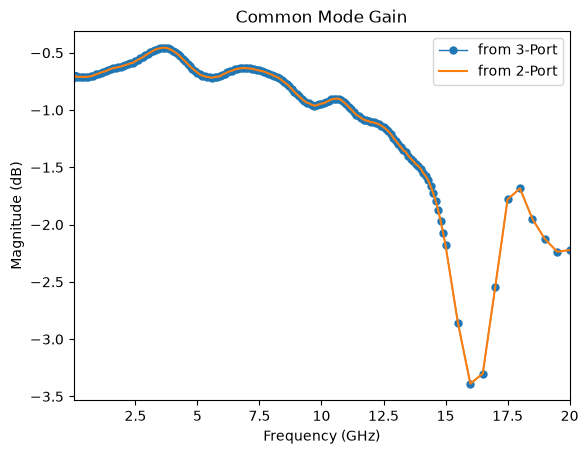 Common Mode Gain
from 3-Port
from 2-Port
Magnitude (dB)
−0.5
−1.0
−1.5
−2.0
−2.5
−3.0
−3.5
2.5 5 7.5 10 12.5 15 17.5 20
Frequency (GHz)